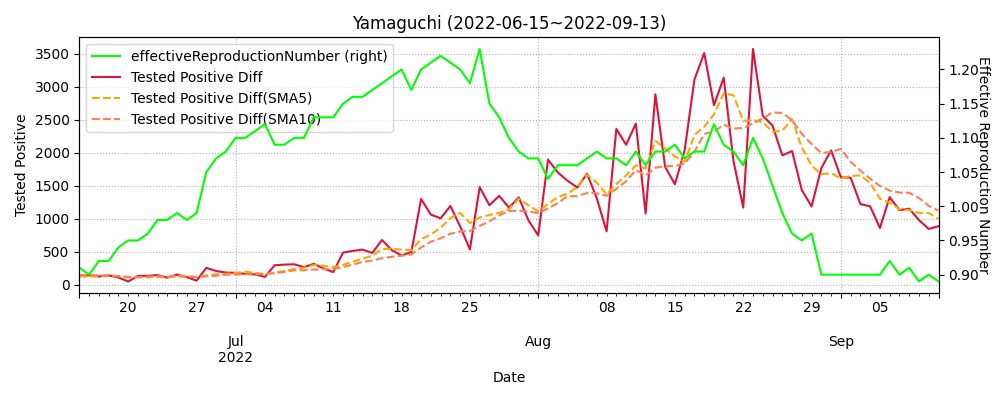 Yamaguchi (2022-06-15~2022-09-13)
effectiveReproductionNumber (right)
Tested Positive Diff
Tested Positive Diff(SMA5)
Tested Positive Diff(SMA10)
Tested Positive
3500
3000
2500
2000
1500
1000
500
0
Effective Reproduction Number
1.20
1.15
1.10
1.05
1.00
0.95
0.90
20 27 04 11 18 25 08 15 22 29 05
Jul Aug Sep
2022
Date